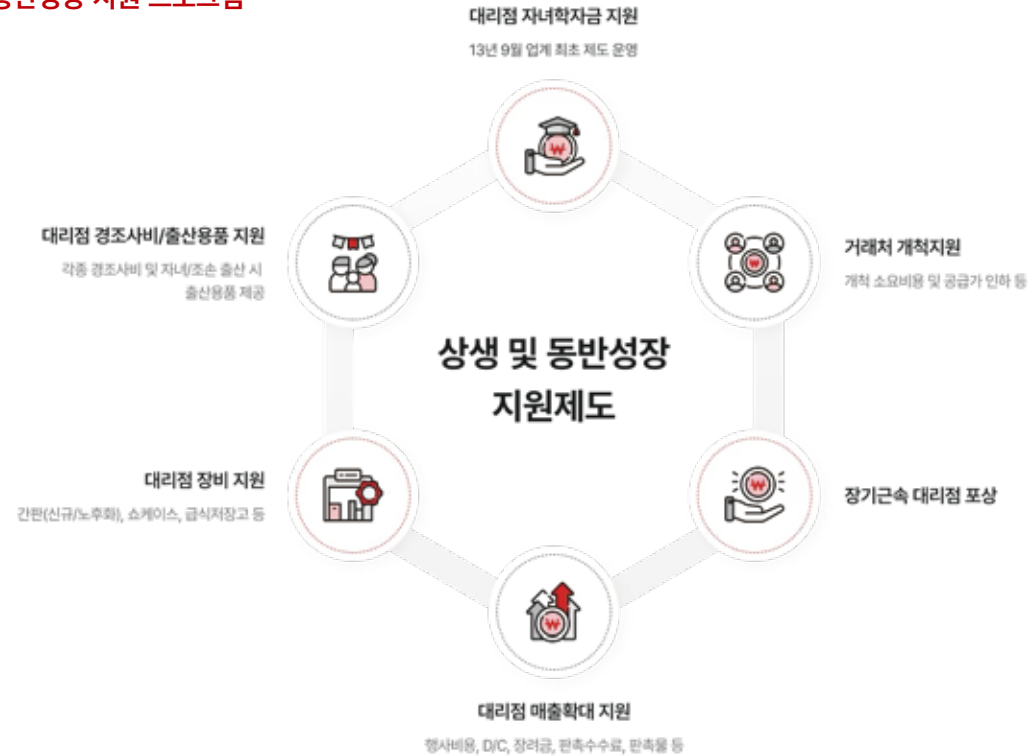 대리점 자녀학자금 지원
13년 9월 업계 최초 제도 운영
대리점 경조사비/출산용품 지원
각종 경조사비 및 자녀/조손 출산 시
출산용품 제공
거래처 개척지원
개척 소요비용 및 공급가 인하 등
상생 및 동반성장
지원제도
대리점 장비 지원
간판(신규/노후화), 쇼케이스, 급식저장고 등
장기근속 대리점 포상
대리점 매출확대 지원
행사비용, D/C, 장려금, 판촉수수료, 판촉물 등